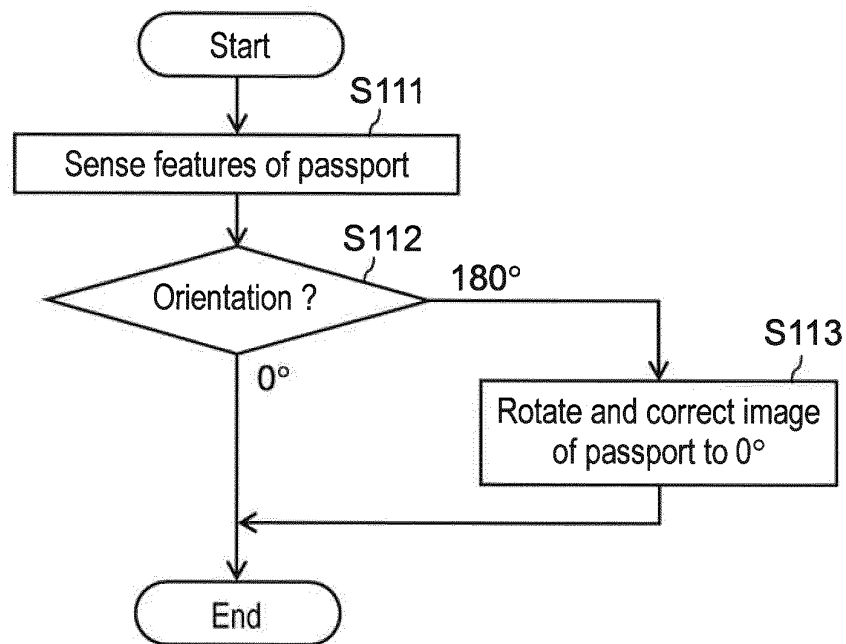 Start
S111
Sense features of passport
S112
Orientation ?
180°
0°
S113
Rotate and correct image
of passport to 0°
End